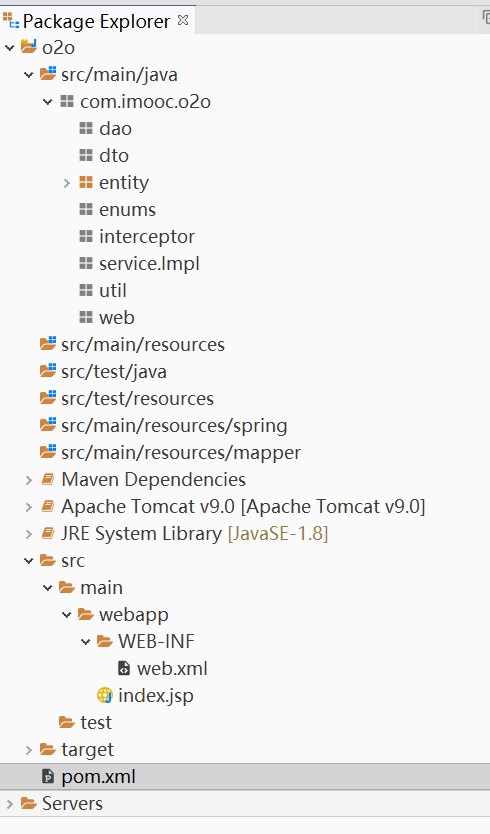 Package Explorer
o2o
src/main/java
com.imooc.o2o
dao
dto
entity
enums
interceptor
service.Impl
util
web
src/main/resources
src/test/java
src/test/resources
src/main/resources/spring
src/main/resources/mapper
Maven Dependencies
Apache Tomcat v9.0 [Apache Tomcat v9.0]
JRE System Library [JavaSE-1.8]
src
main
webapp
WEB-INF
web.xml
index.jsp
test
target
pom.xml
Servers